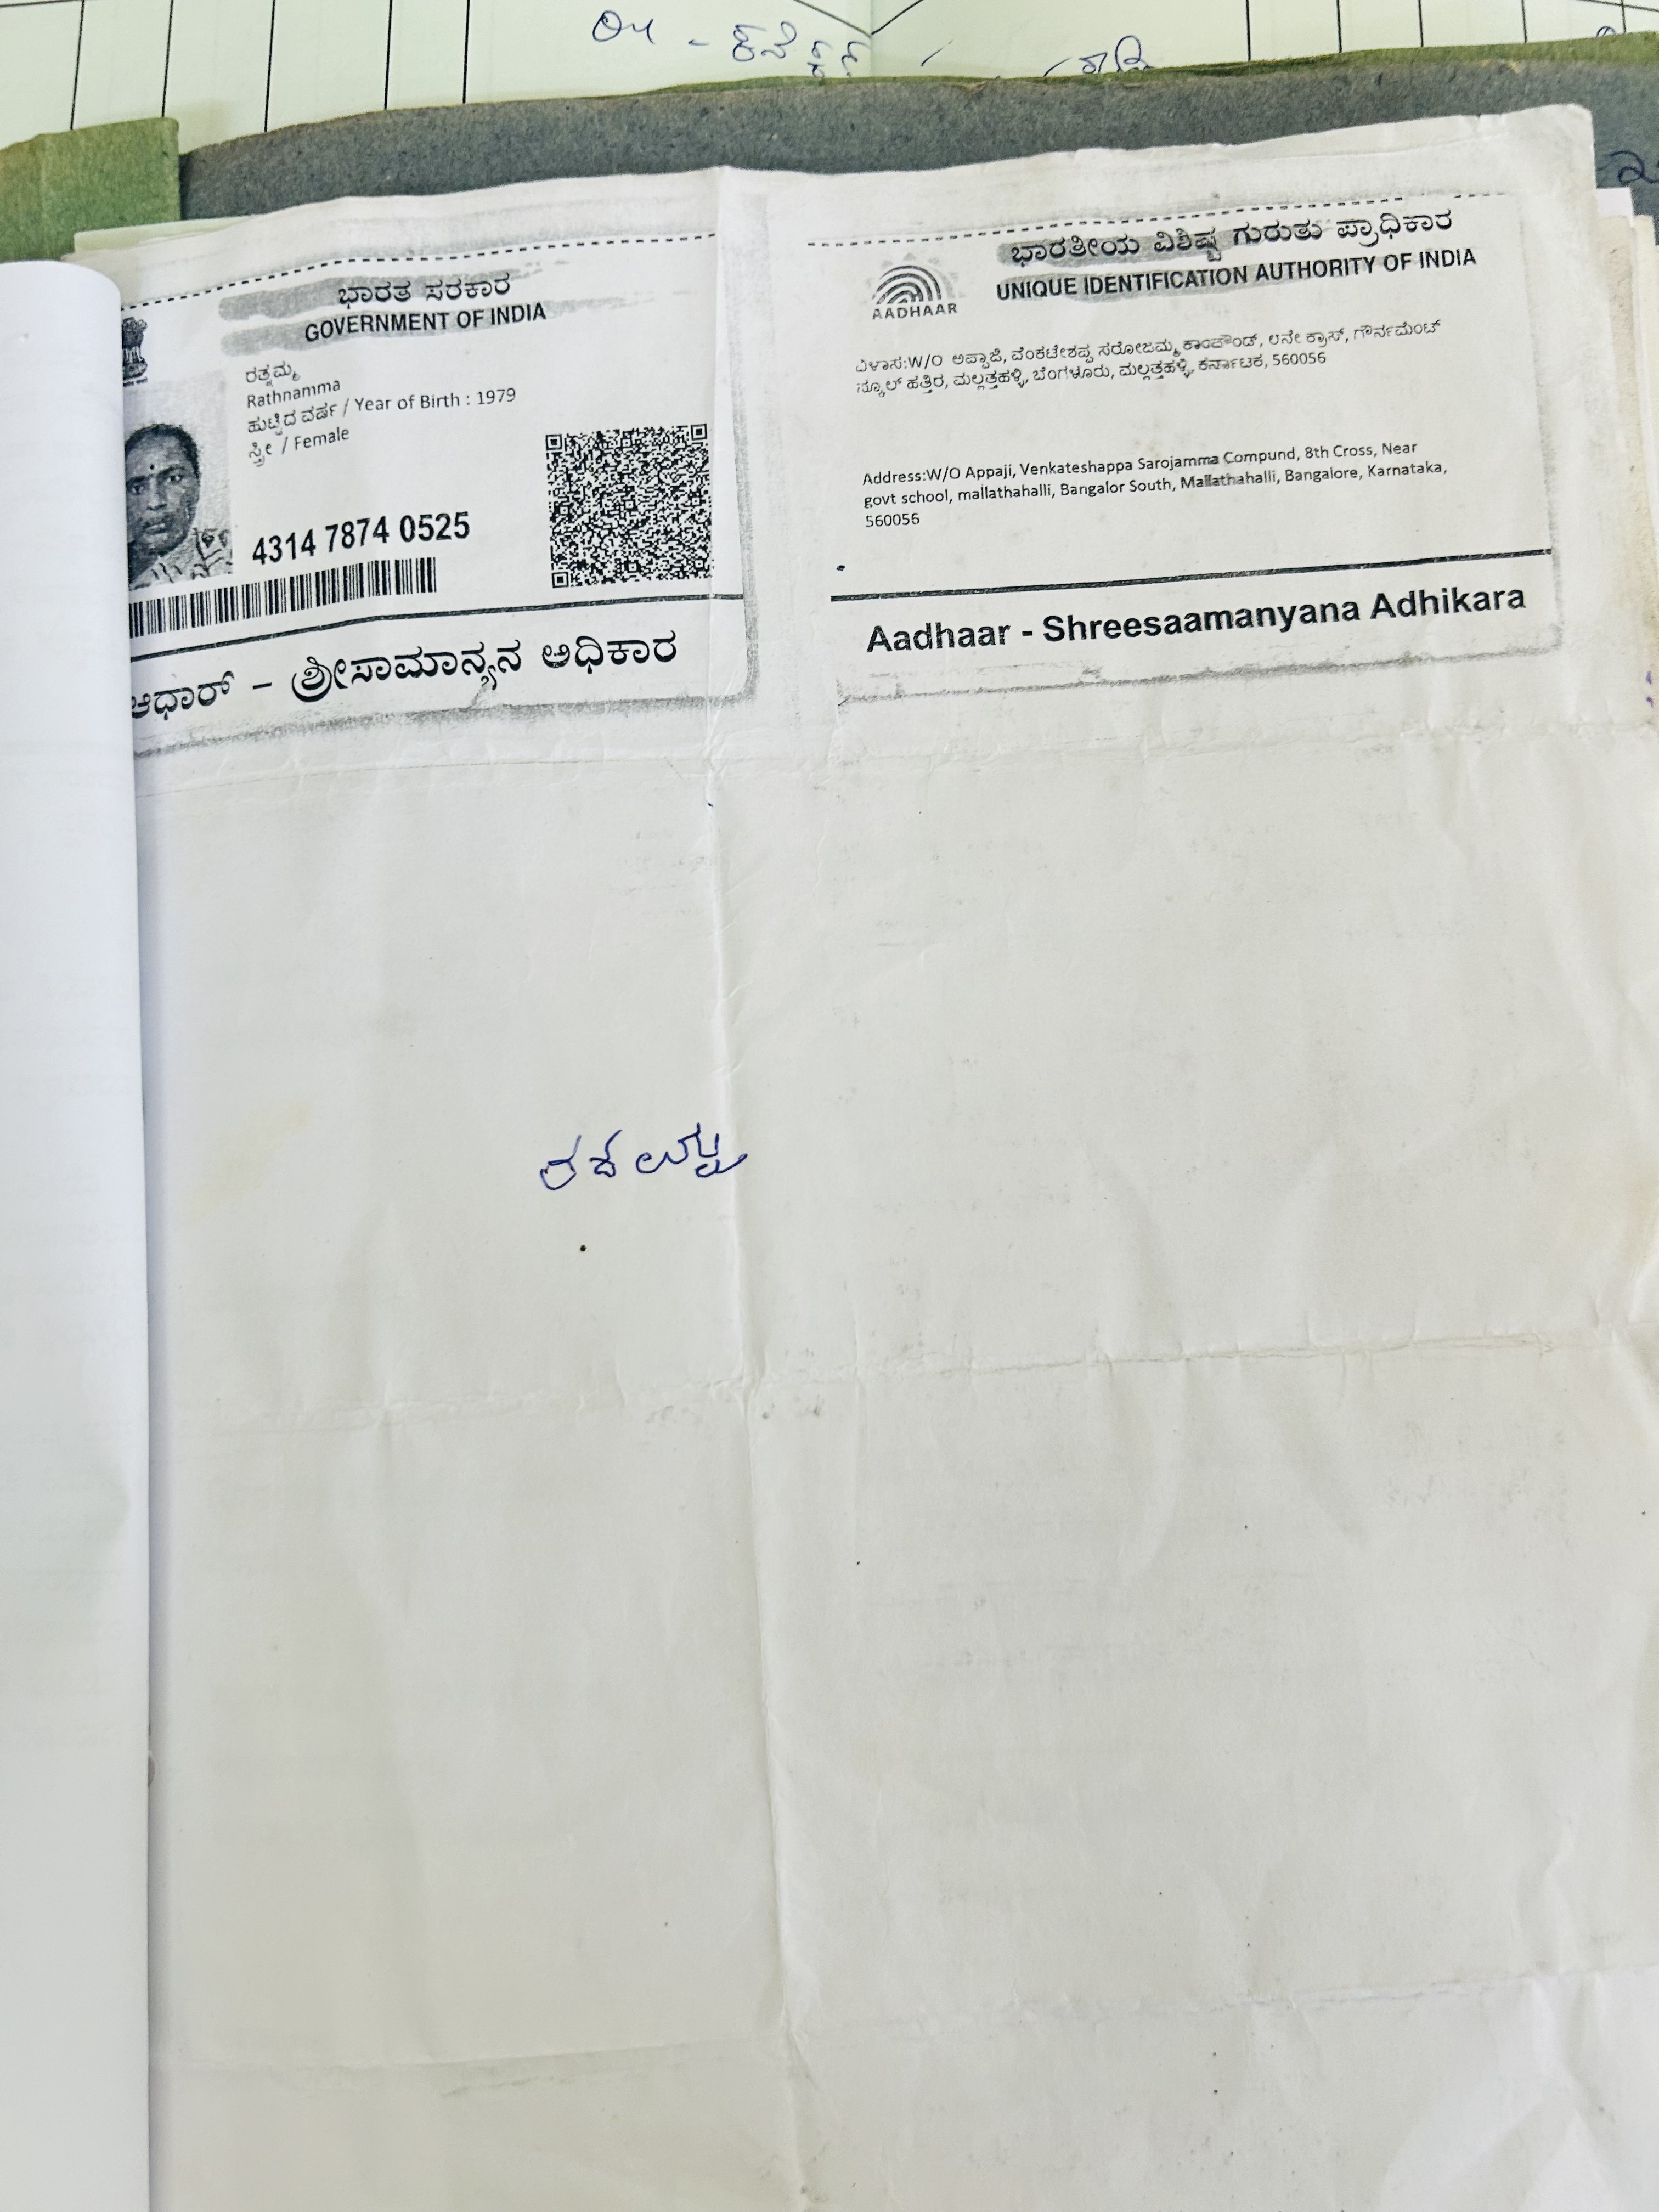 ಭಾರತ ಸರಕಾರ
GOVERNMENT OF INDIA
ರತ್ನಮ್ಮ
Rathnamma
ಹುಟ್ಟಿದ ವರ್ಷ / Year of Birth : 1979
ಸ್ತ್ರೀ / Female
4314 7874 0525
ಆಧಾರ್ – ಶ್ರೀಸಾಮಾನ್ಯನ ಅಧಿಕಾರ
ಭಾರತೀಯ ವಿಶಿಷ್ಟ ಗುರುತು ಪ್ರಾಧಿಕಾರ
UNIQUE IDENTIFICATION AUTHORITY OF INDIA
AADHAAR
ವಿಳಾಸ:W/O ಅಪ್ಪಾಜಿ, ವೆಂಕಟೇಶಪ್ಪ ಸರೋಜಮ್ಮ ಕಾಂಪೌಂಡ್, ೮ನೇ ಕ್ರಾಸ್, ಗೌರ್ನಮೆಂಟ್
ಸ್ಕೂಲ್ ಹತ್ತಿರ, ಮಲ್ಲತ್ತಹಳ್ಳಿ, ಬೆಂಗಳೂರು, ಮಲ್ಲತ್ತಹಳ್ಳಿ, ಕರ್ನಾಟಕ, 560056
Address:W/O Appaji, Venkateshappa Sarojamma Compund, 8th Cross, Near
govt school, mallathahalli, Bangalor South, Mallathahalli, Bangalore, Karnataka,
560056
Aadhaar - Shreesaamanyana Adhikara